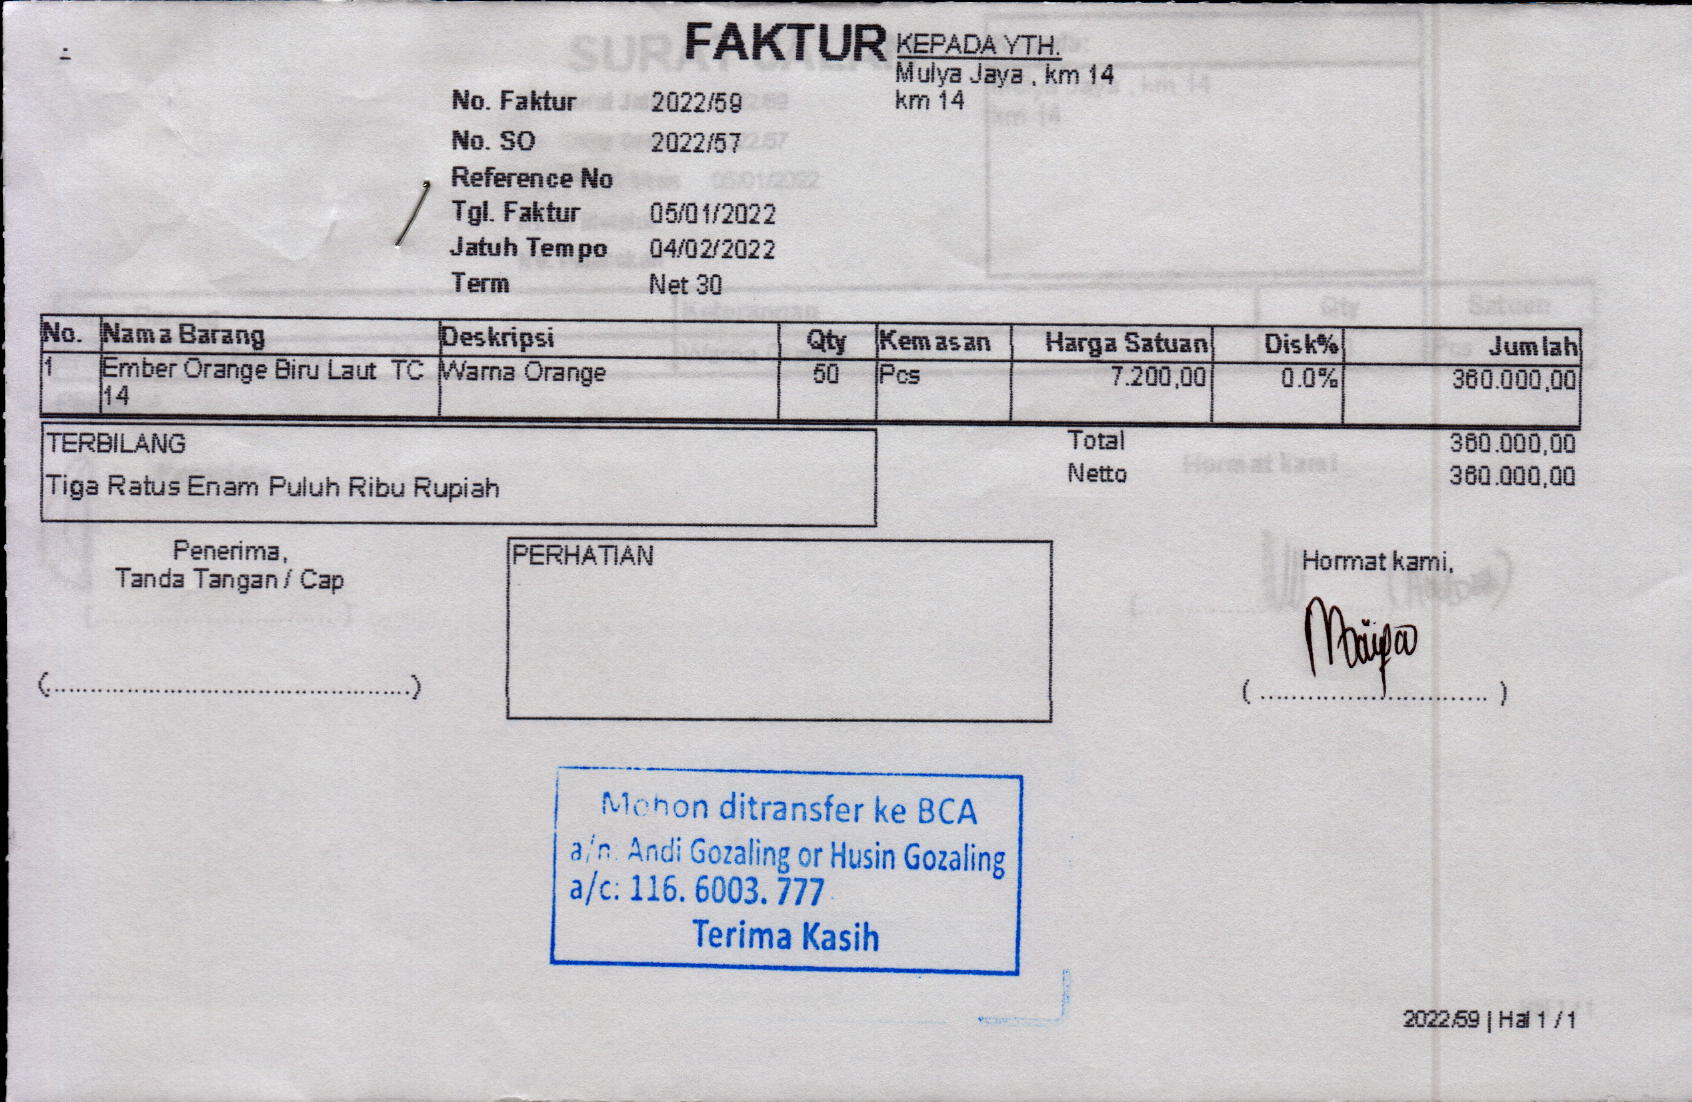 FAKTUR
KEPADA YTH.
Mulya Jaya , km 14
km 14
No. Faktur 2022/59
No. SO 2022/57
Reference No
Tgl. Faktur 05/01/2022
Jatuh Tempo 04/02/2022
Term Net 30
No. Nama Barang Deskripsi Qty Kemasan Harga Satuan Disk% Jumlah
1 Ember Orange Biru Laut TC Warna Orange 50 Pcs 7.200,00 0.0% 360.000,00
14
TERBILANG Total 360.000,00
Tiga Ratus Enam Puluh Ribu Rupiah Netto 360.000,00
Penerima, PERHATIAN Hormat kami,
Tanda Tangan / Cap
(..............................................) ( .............................. )
Mohon ditransfer ke BCA
a/n. Andi Gozaling or Husin Gozaling
a/c: 116. 6003. 777
Terima Kasih
2022/59 | Hal 1 / 1